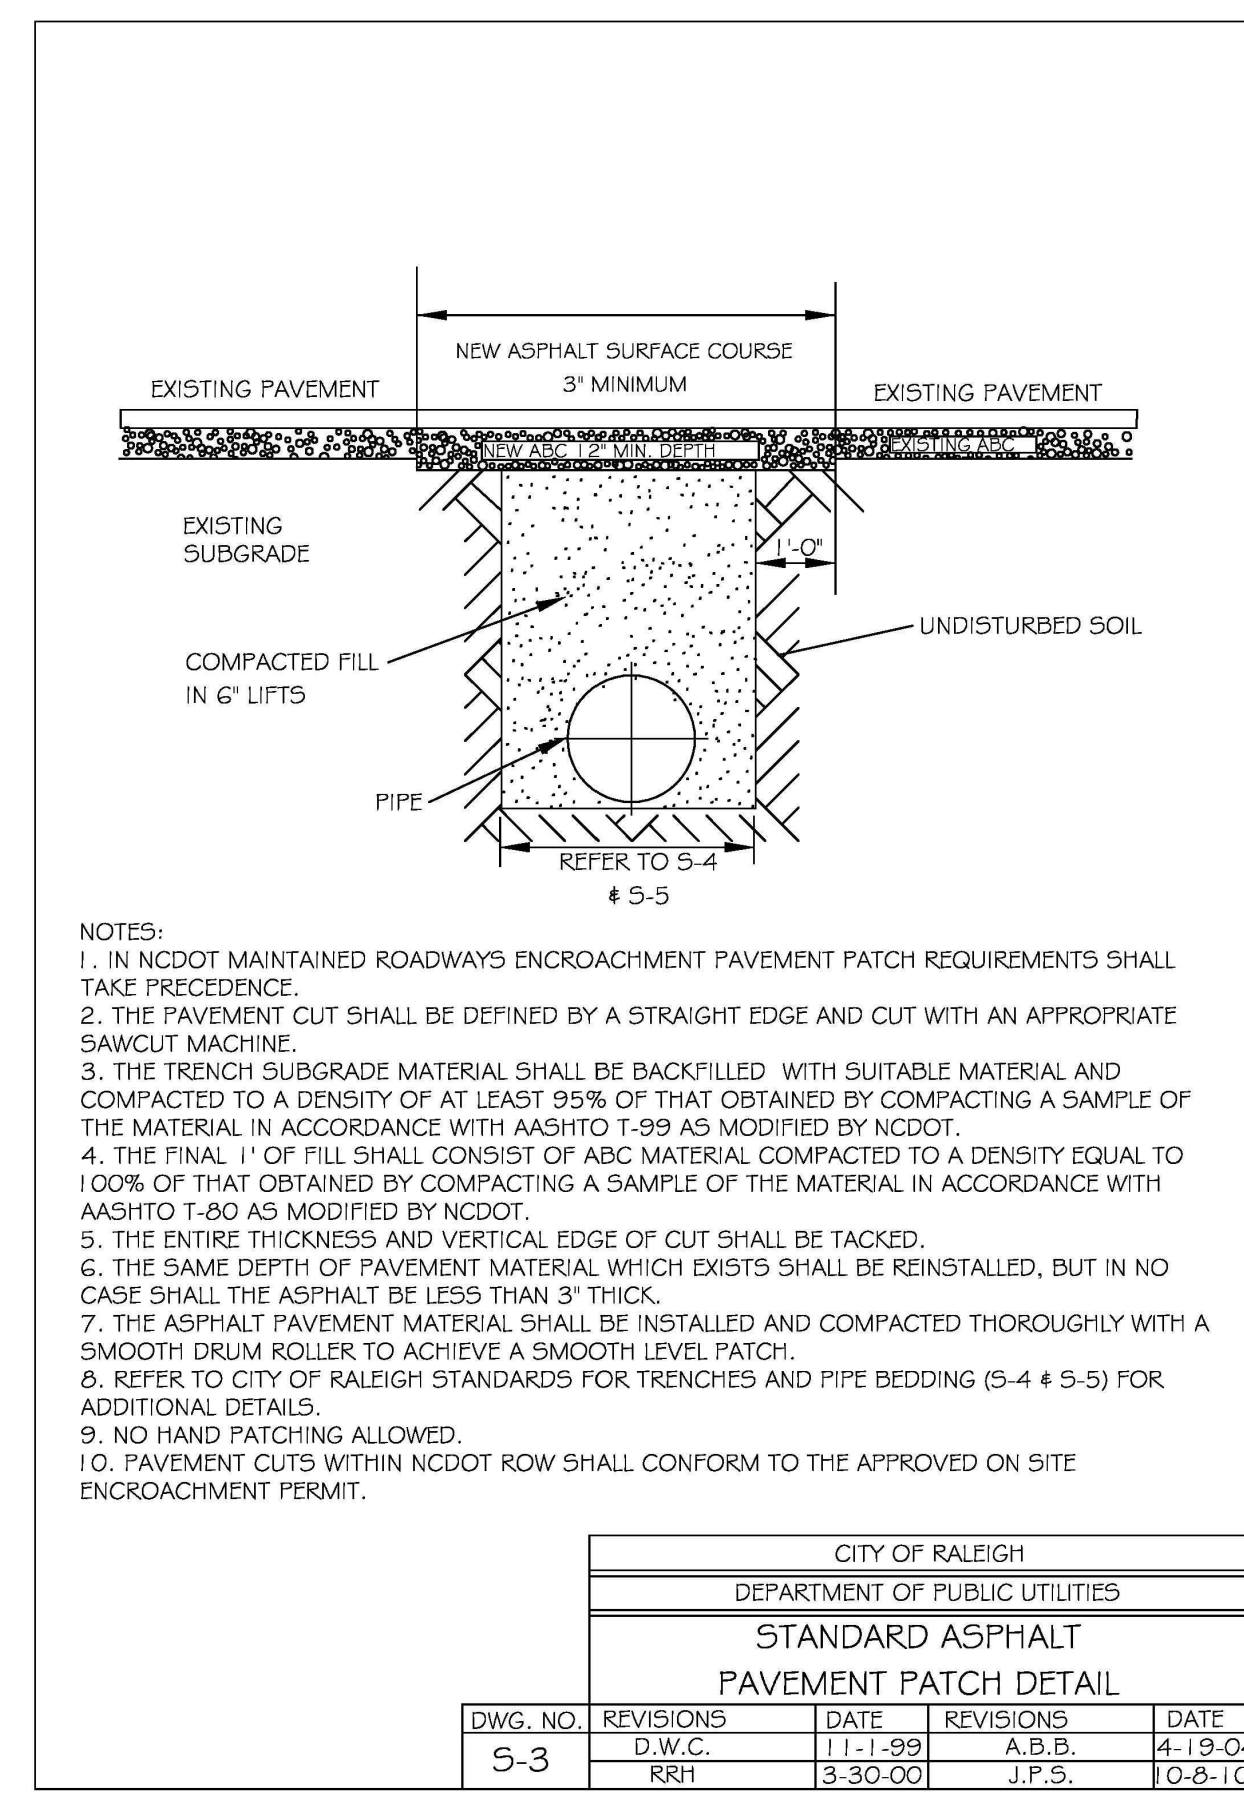 NEW ASPHALT SURFACE COURSE
3" MINIMUM
EXISTING PAVEMENT
EXISTING PAVEMENT
NEW ABC 12" MIN. DEPTH
EXISTING ABC
EXISTING
SUBGRADE
1'-0"
UNDISTURBED SOIL
COMPACTED FILL
IN 6" LIFTS
PIPE
REFER TO S-4
& S-5
NOTES:
1. IN NCDOT MAINTAINED ROADWAYS ENCROACHMENT PAVEMENT PATCH REQUIREMENTS SHALL
TAKE PRECEDENCE.
2. THE PAVEMENT CUT SHALL BE DEFINED BY A STRAIGHT EDGE AND CUT WITH AN APPROPRIATE
SAWCUT MACHINE.
3. THE TRENCH SUBGRADE MATERIAL SHALL BE BACKFILLED WITH SUITABLE MATERIAL AND
COMPACTED TO A DENSITY OF AT LEAST 95% OF THAT OBTAINED BY COMPACTING A SAMPLE OF
THE MATERIAL IN ACCORDANCE WITH AASHTO T-99 AS MODIFIED BY NCDOT.
4. THE FINAL 1' OF FILL SHALL CONSIST OF ABC MATERIAL COMPACTED TO A DENSITY EQUAL TO
100% OF THAT OBTAINED BY COMPACTING A SAMPLE OF THE MATERIAL IN ACCORDANCE WITH
AASHTO T-80 AS MODIFIED BY NCDOT.
5. THE ENTIRE THICKNESS AND VERTICAL EDGE OF CUT SHALL BE TACKED.
6. THE SAME DEPTH OF PAVEMENT MATERIAL WHICH EXISTS SHALL BE REINSTALLED, BUT IN NO
CASE SHALL THE ASPHALT BE LESS THAN 3" THICK.
7. THE ASPHALT PAVEMENT MATERIAL SHALL BE INSTALLED AND COMPACTED THOROUGHLY WITH A
SMOOTH DRUM ROLLER TO ACHIEVE A SMOOTH LEVEL PATCH.
8. REFER TO CITY OF RALEIGH STANDARDS FOR TRENCHES AND PIPE BEDDING (S-4 & S-5) FOR
ADDITIONAL DETAILS.
9. NO HAND PATCHING ALLOWED.
10. PAVEMENT CUTS WITHIN NCDOT ROW SHALL CONFORM TO THE APPROVED ON SITE
ENCROACHMENT PERMIT.
CITY OF RALEIGH
DEPARTMENT OF PUBLIC UTILITIES
STANDARD ASPHALT
PAVEMENT PATCH DETAIL
DWG. NO. REVISIONS DATE REVISIONS DATE
S-3
D.W.C. 11-1-99 A.B.B. 4-19-04
RRH 3-30-00 J.P.S. 10-8-10